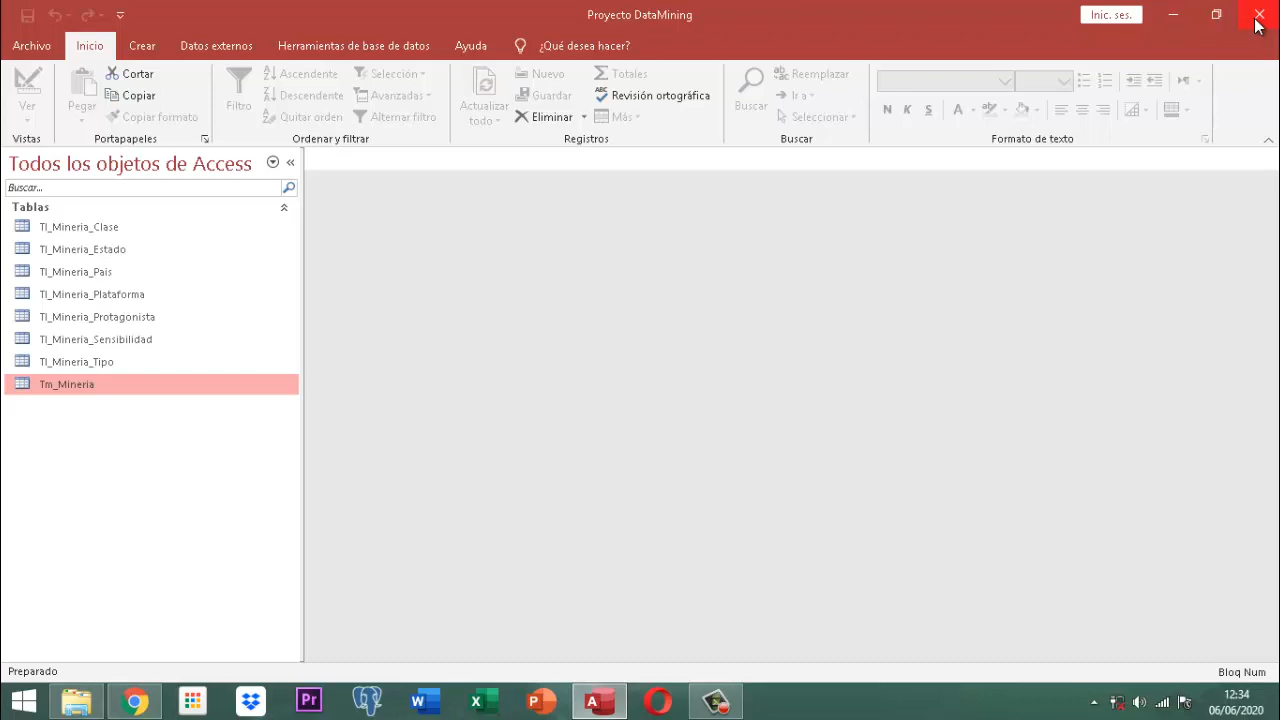 Proyecto DataMining
Inic. ses.
Archivo Inicio Crear Datos externos Herramientas de base de datos Ayuda ¿Qué desea hacer?
Ver
Vistas
Pegar
Cortar
Copiar
Copiar formato
Portapapeles
Filtro
Ascendente
Descendente
Quitar orden
Selección
Avanzadas
Alternar filtro
Ordenar y filtrar
Actualizar
todo
Nuevo
Guardar
Eliminar
Totales
Revisión ortográfica
Más
Registros
Buscar
Reemplazar
Ir a
Seleccionar
Buscar
N K S A
Formato de texto
Todos los objetos de Access
Buscar...
Tablas
Tl_Mineria_Clase
Tl_Mineria_Estado
Tl_Mineria_Pais
Tl_Mineria_Plataforma
Tl_Mineria_Protagonista
Tl_Mineria_Sensibilidad
Tl_Mineria_Tipo
Tm_Mineria
Preparado
Bloq Num
Pr
12:34
06/06/2020